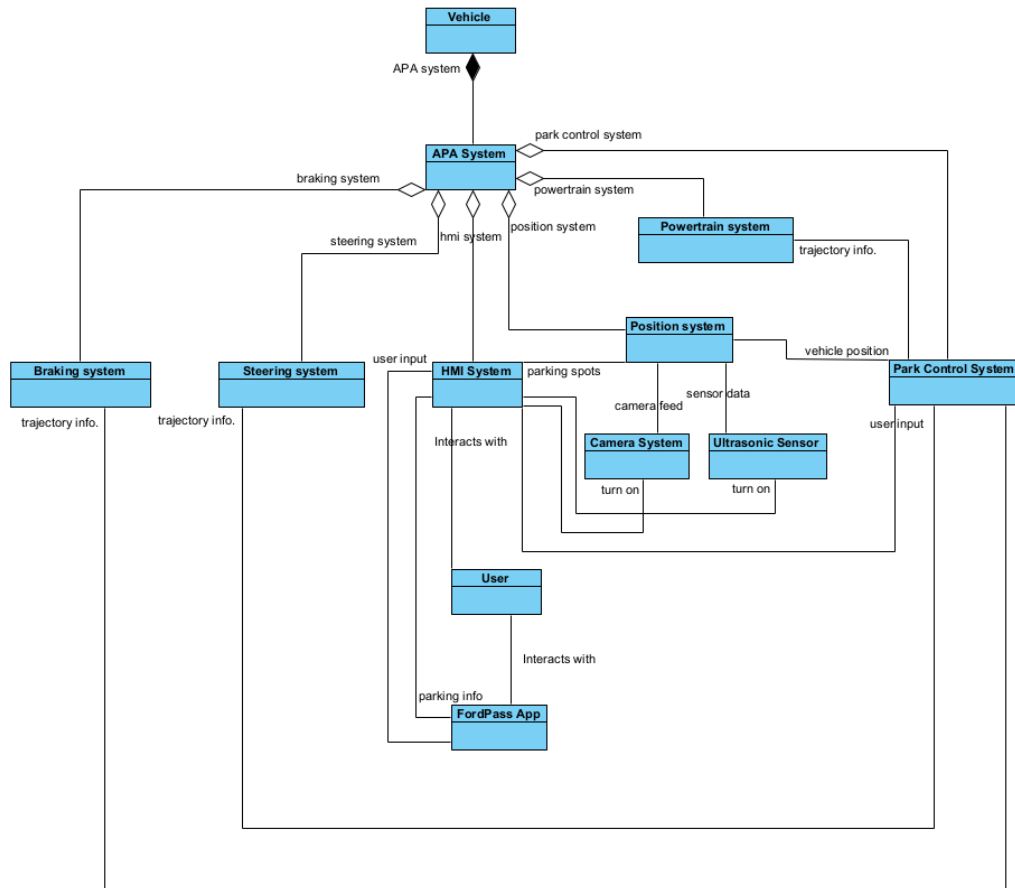 Vehicle
APA system
park control system
APA System
braking system
powertrain system
steering system
hmi system
position system
Powertrain system
trajectory info.
Position system
user input
vehicle position
Braking system
Steering system
HMI System
parking spots
Park Control System
sensor data
camera feed
trajectory info.
trajectory info.
user input
Interacts with
Camera System
Ultrasonic Sensor
turn on
turn on
User
Interacts with
parking info
FordPass App